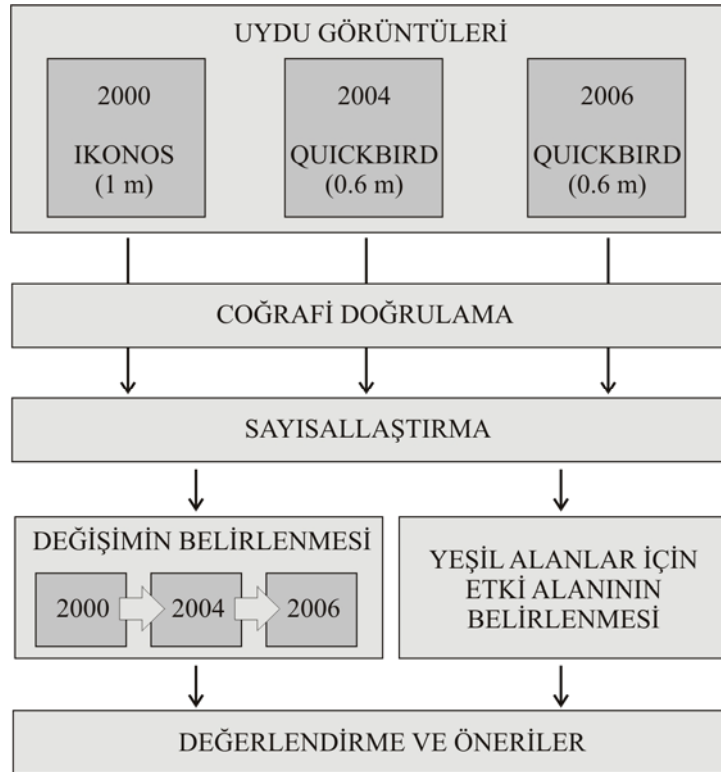 UYDU GÖRÜNTÜLERİ
2000
IKONOS
(1 m)
2004
QUICKBIRD
(0.6 m)
2006
QUICKBIRD
(0.6 m)
COĞRAFİ DOĞRULAMA
SAYISALLAŞTIRMA
DEĞİŞİMİN BELİRLENMESİ
2000
2004
2006
YEŞİL ALANLAR İÇİN
ETKİ ALANININ
BELİRLENMESİ
DEĞERLENDİRME VE ÖNERİLER